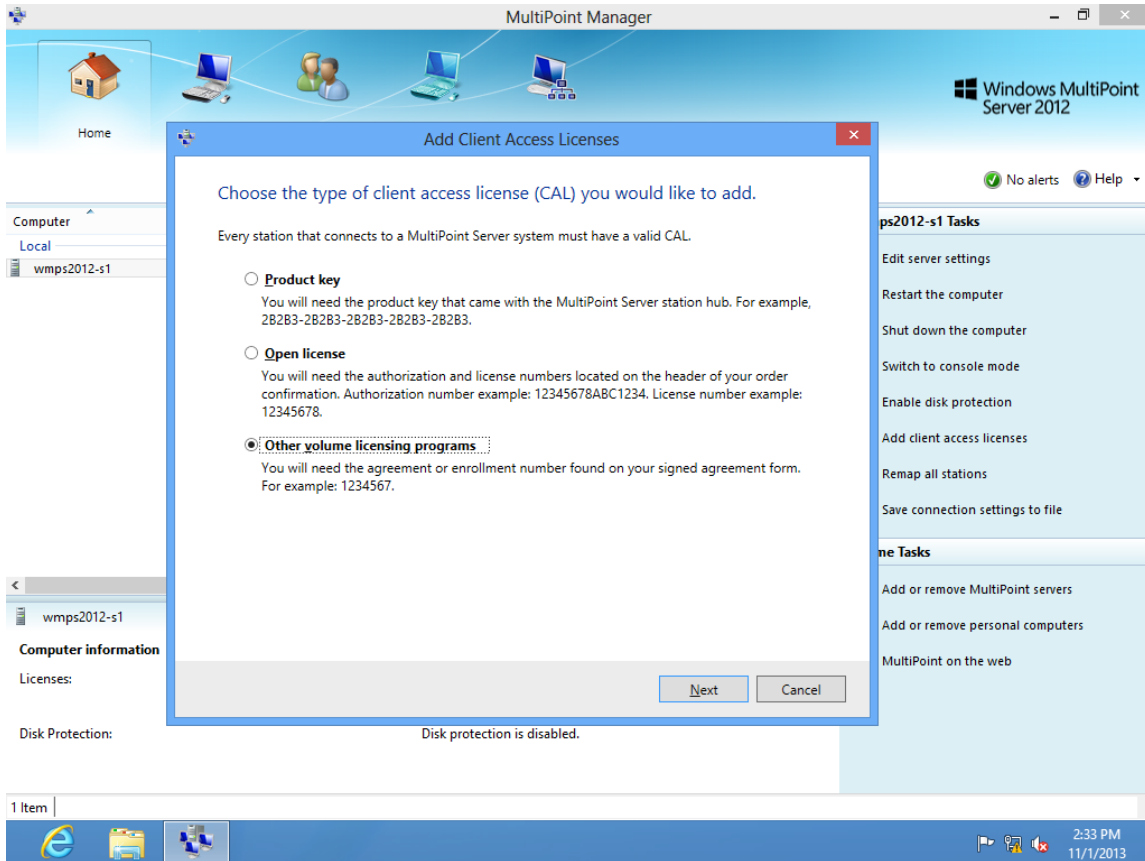 MultiPoint Manager
Home
Windows MultiPoint
Server 2012
No alerts
Help
Computer
Local
wmps2012-s1
Add Client Access Licenses
Choose the type of client access license (CAL) you would like to add.
Every station that connects to a MultiPoint Server system must have a valid CAL.
Product key
You will need the product key that came with the MultiPoint Server station hub. For example,
2B2B3-2B2B3-2B2B3-2B2B3-2B2B3.
Open license
You will need the authorization and license numbers located on the header of your order
confirmation. Authorization number example: 12345678ABC1234. License number example:
12345678.
Other volume licensing programs
You will need the agreement or enrollment number found on your signed agreement form.
For example: 1234567.
Next
Cancel
ps2012-s1 Tasks
Edit server settings
Restart the computer
Shut down the computer
Switch to console mode
Enable disk protection
Add client access licenses
Remap all stations
Save connection settings to file
me Tasks
Add or remove MultiPoint servers
Add or remove personal computers
MultiPoint on the web
wmps2012-s1
Computer information
Licenses:
Disk Protection:
Disk protection is disabled.
1 Item
2:33 PM
11/1/2013